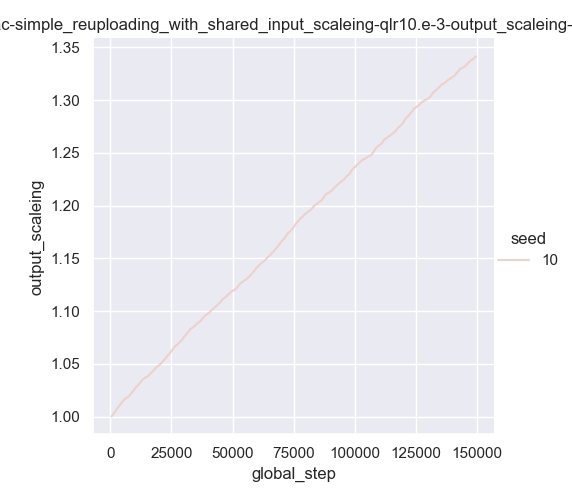 ac-simple_reuploading_with_shared_input_scaleing-qlr10.e-3-output_scaleing-
1.35
1.30
1.25
1.20
1.15
1.10
1.05
1.00
output_scaleing
0 25000 50000 75000 100000 125000 150000
global_step
seed
10